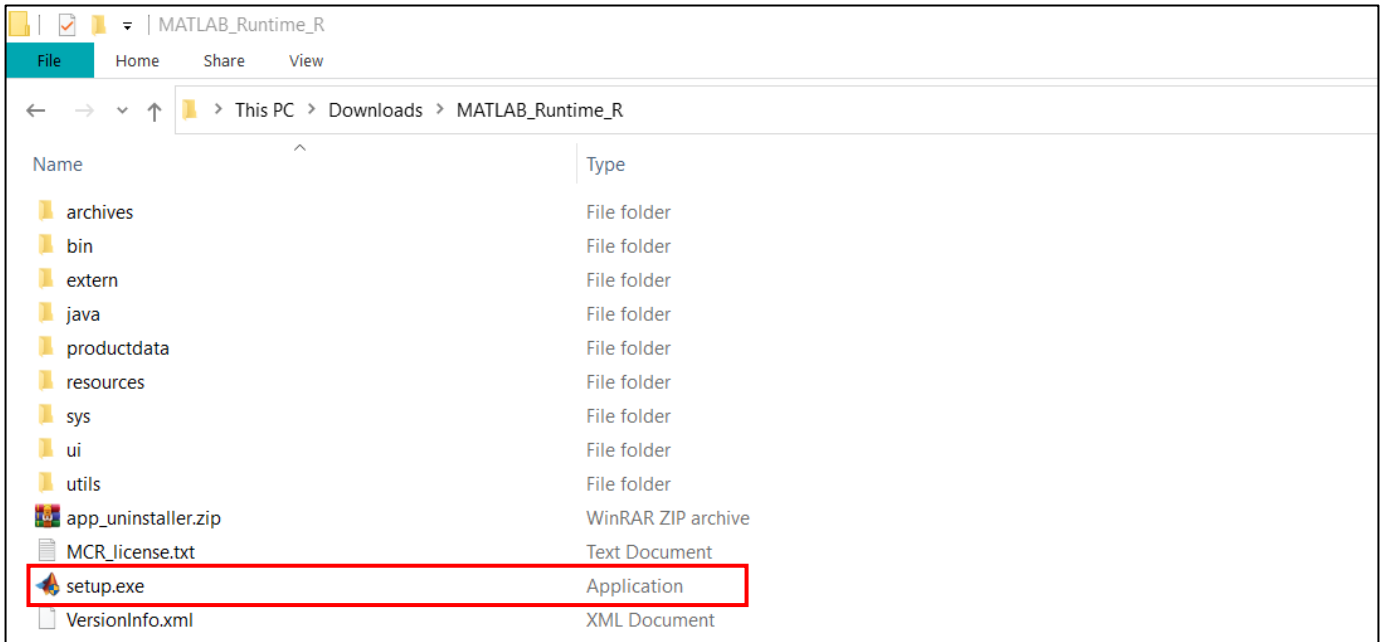 MATLAB_Runtime_R
File Home Share View
This PC > Downloads > MATLAB_Runtime_R
Name Type
archives File folder
bin File folder
extern File folder
java File folder
productdata File folder
resources File folder
sys File folder
ui File folder
utils File folder
app_uninstaller.zip WinRAR ZIP archive
MCR_license.txt Text Document
setup.exe Application
VersionInfo.xml XML Document